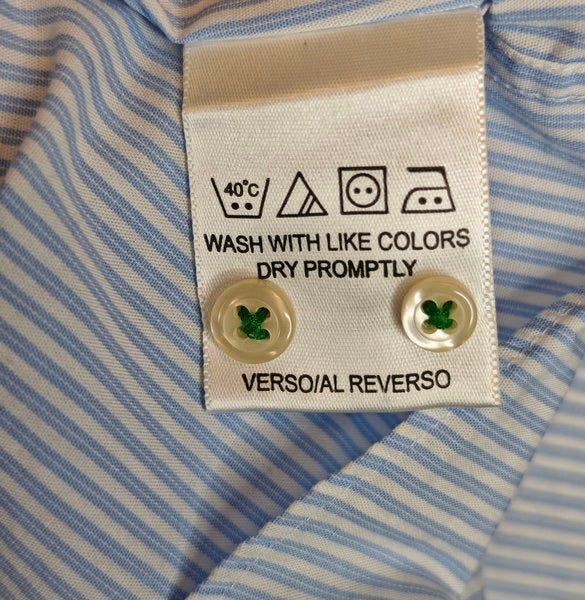 40°C
WASH WITH LIKE COLORS
DRY PROMPTLY
VERSO/AL REVERSO